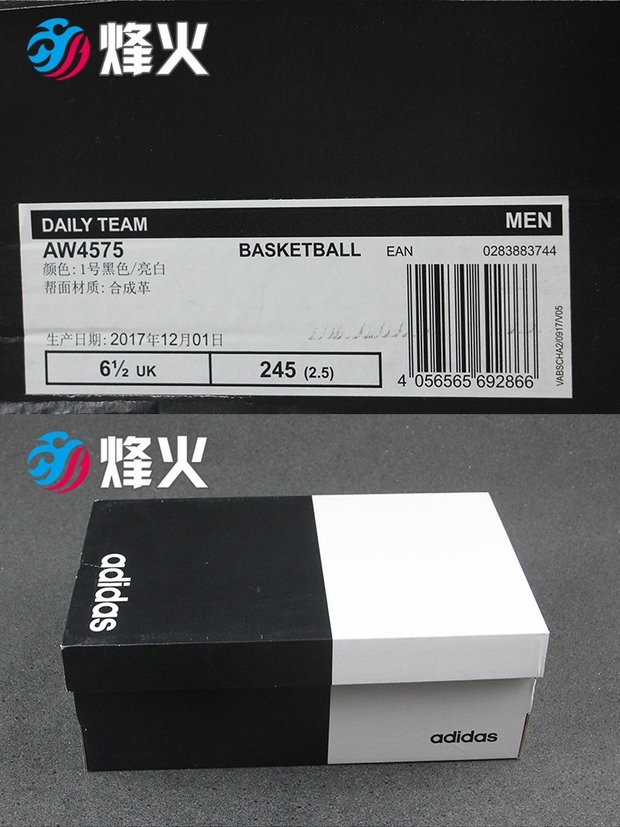 烽火
DAILY TEAM
MEN
AW4575
BASKETBALL
EAN
0283883744
颜色:1号黑色/亮白
帮面材质:合成革
生产日期:2017年12月01日
6½ UK
245 (2.5)
4 056565 692866
VABSCHA2/0917/V05
烽火
adidas
adidas